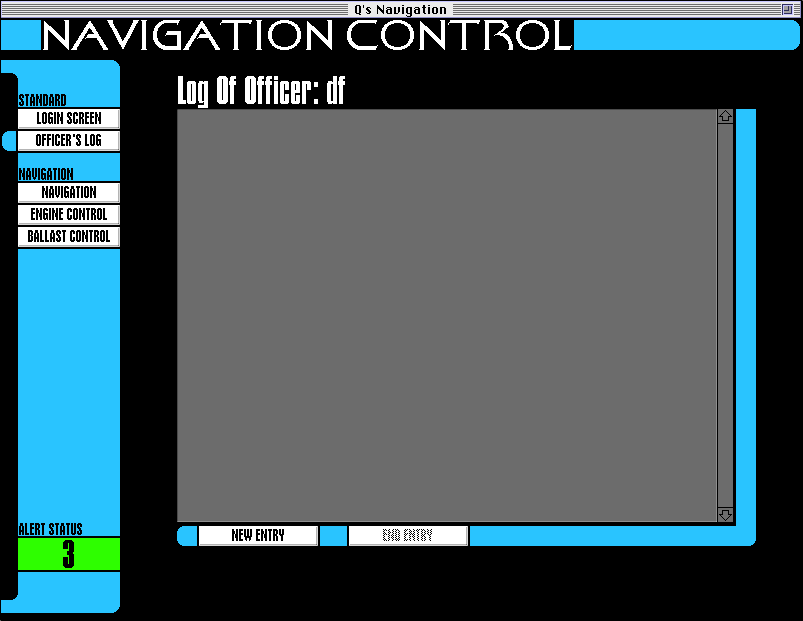 Q's Navigation
NAVIGATION CONTROL
Log Of Officer: df
STANDARD
LOGIN SCREEN
OFFICER'S LOG
NAVIGATION
NAVIGATION
ENGINE CONTROL
BALLAST CONTROL
ALERT STATUS
3
NEW ENTRY
END ENTRY